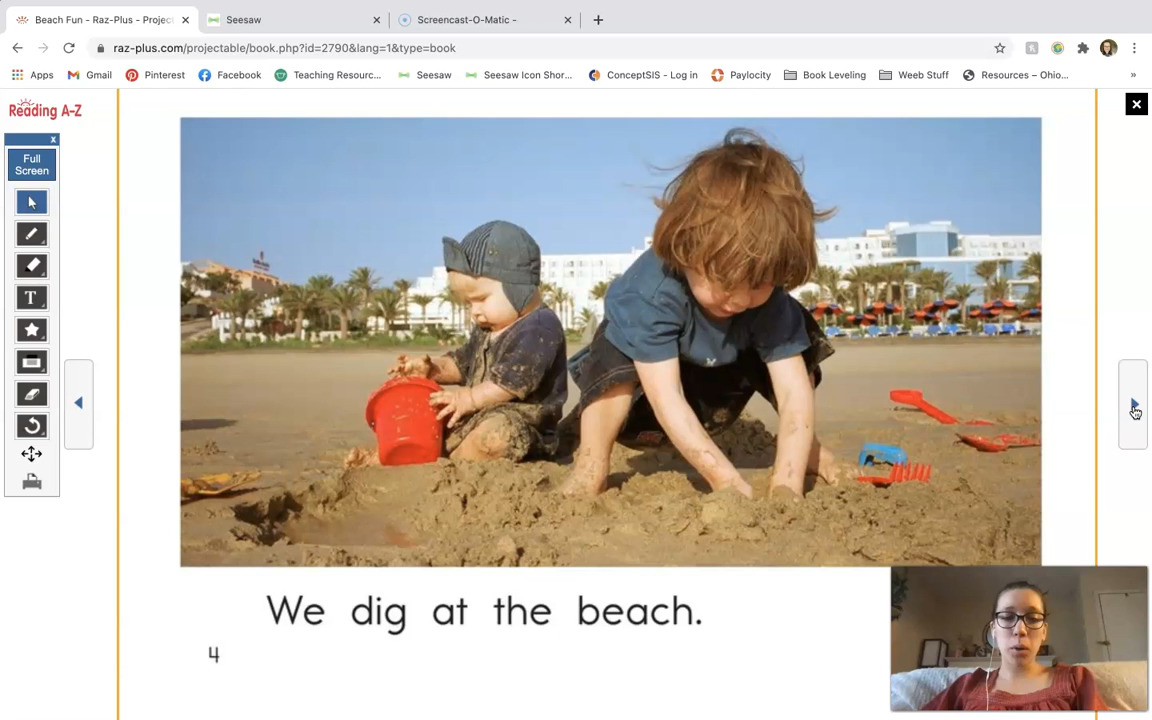 Beach Fun - Raz-Plus - Project
Seesaw
Screencast-O-Matic -
raz-plus.com/projectable/book.php?id=2790&lang=1&type=book
Apps Gmail Pinterest Facebook Teaching Resourc... Seesaw Seesaw Icon Shor... ConceptSIS - Log in Paylocity Book Leveling Weeb Stuff Resources – Ohio... »
Reading A-Z
x
Full
Screen
T
We dig at the beach.
4